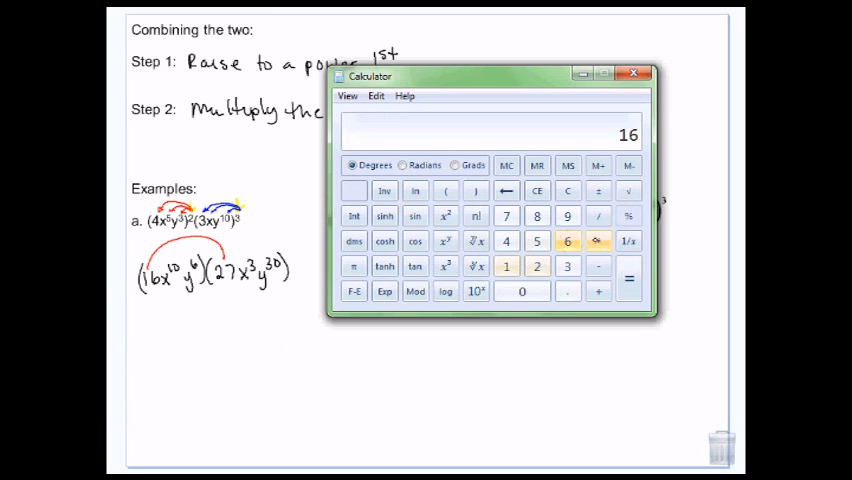 Combining the two:
Step 1: Raise to a power 1st
Step 2: Multiply the
Calculator
View Edit Help
16
Degrees Radians Grads MC MR MS M+ M-
Inv ln ( ) ← CE C ± √
Int sinh sin x² n! 7 8 9 / %
dms cosh cos xʸ ʸ√x 4 5 6 * 1/x
π tanh tan x³ ³√x 1 2 3 - =
F-E Exp Mod log 10ˣ 0 . +
Examples:
a. (4x⁵y³)²(3xy¹⁰)³
)³
(16x¹⁰y⁶)(27x³y³⁰)